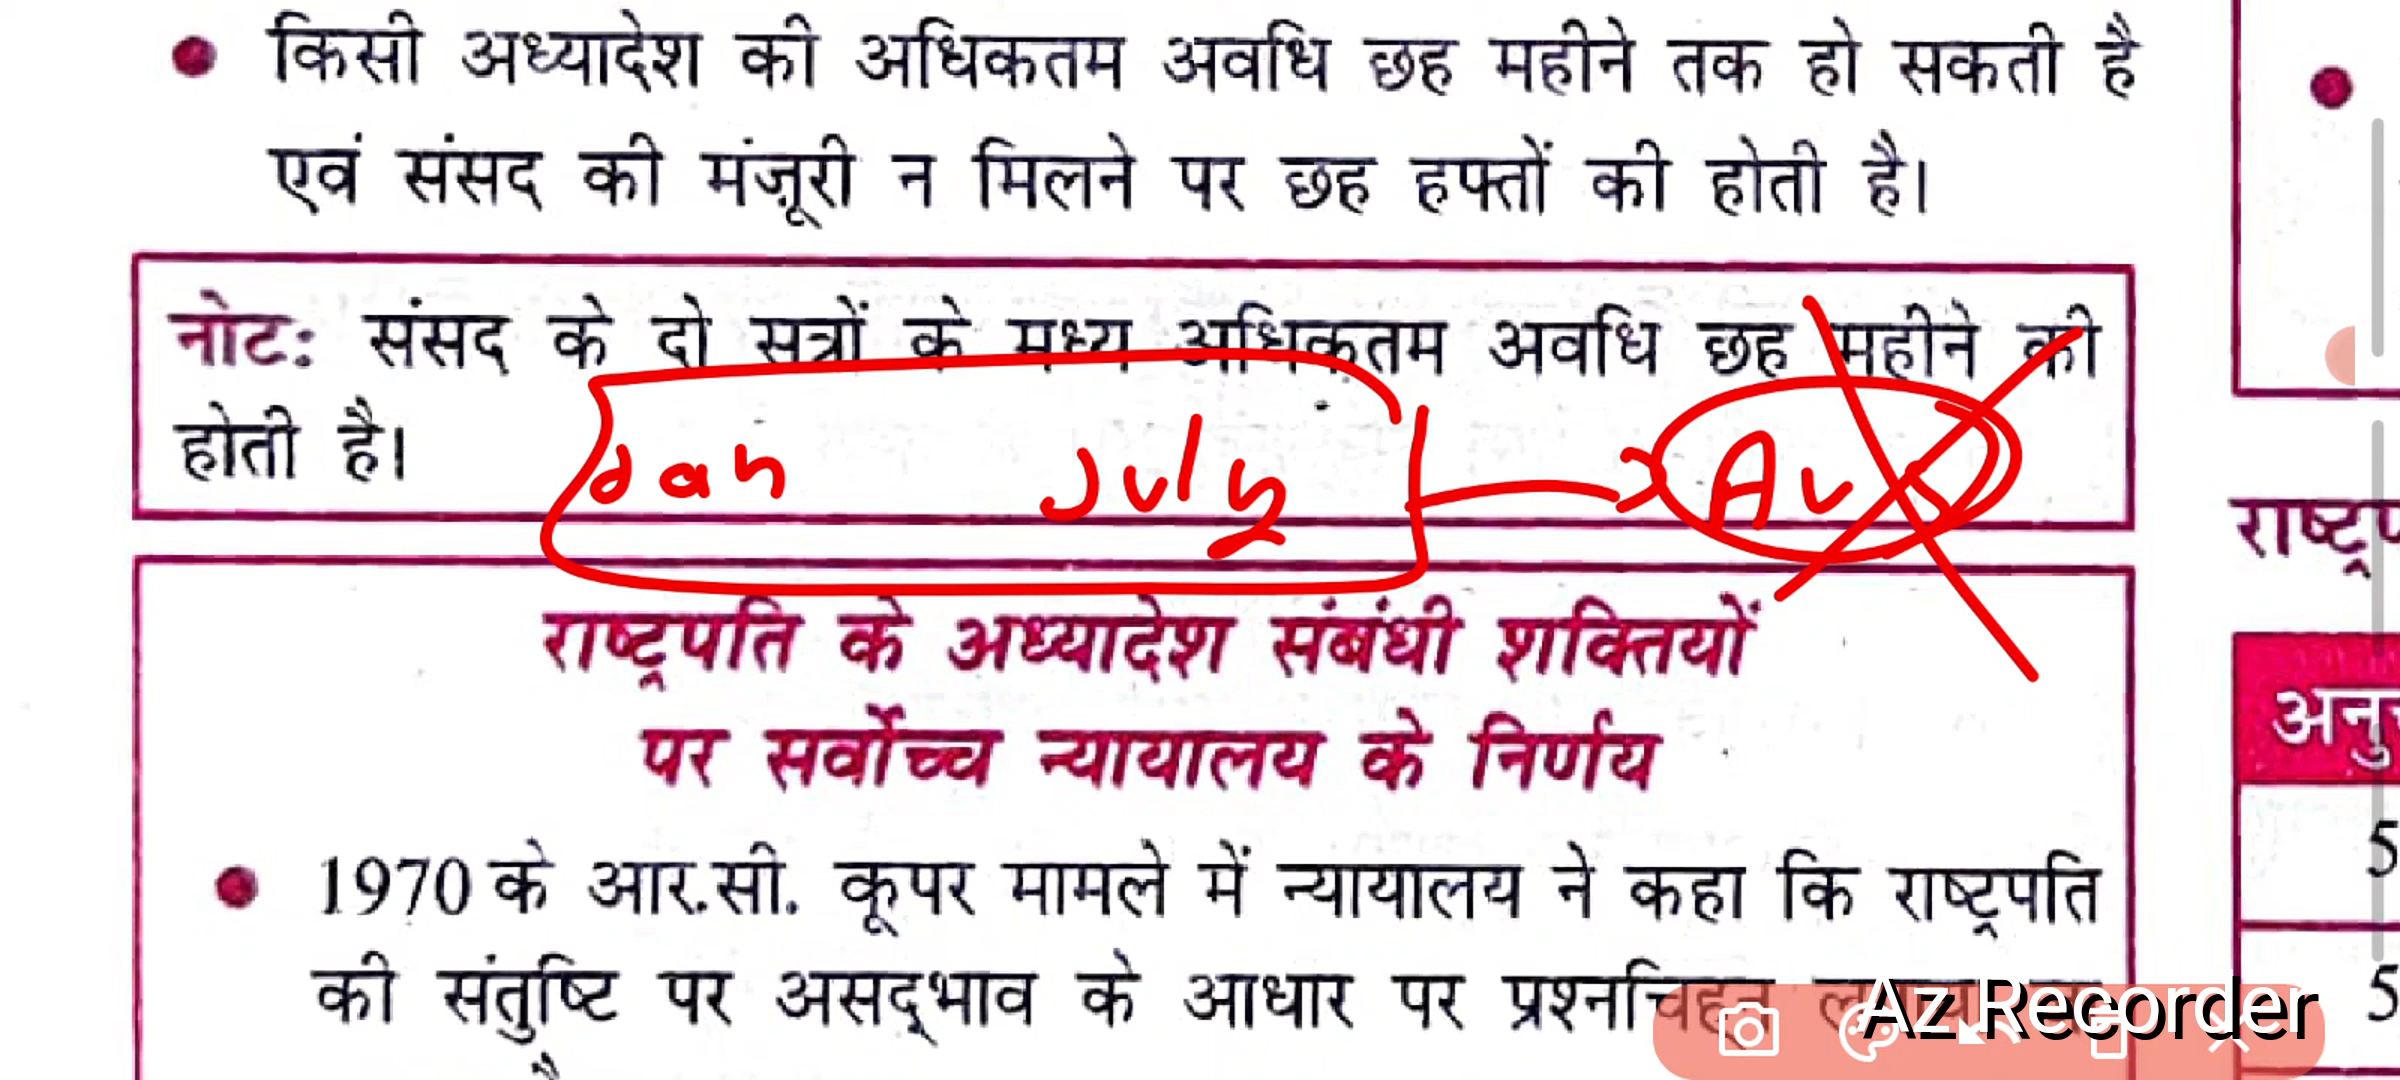 किसी अध्यादेश की अधिकतम अवधि छह महीने तक हो सकती है
एवं संसद की मंज़ूरी न मिलने पर छह हफ्तों की होती है।
नोट: संसद के दो सत्रों के मध्य अधिकतम अवधि छह महीने की
होती है।
Jan July
राष्ट्रपति के अध्यादेश संबंधी शक्तियों
पर सर्वोच्च न्यायालय के निर्णय
1970 के आर.सी. कूपर मामले में न्यायालय ने कहा कि राष्ट्रपति
की संतुष्टि पर असद्भाव के आधार पर प्रश्नचिह्न
Az Recorder
5
5